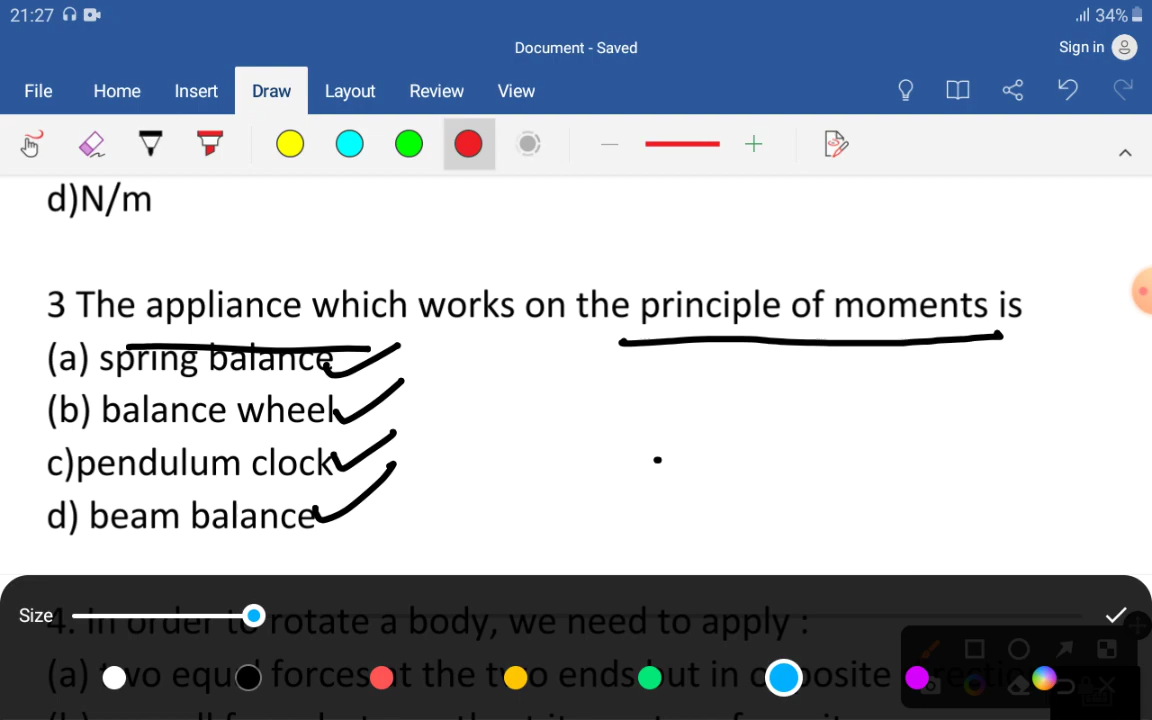 21:27
34%
Document - Saved
Sign in
File Home Insert Draw Layout Review View
d)N/m
3 The appliance which works on the principle of moments is
(a) spring balance
(b) balance wheel
c)pendulum clock
d) beam balance
Size
4. In order to rotate a body, we need to apply :
(a) two equal forces at the two ends but in opposite